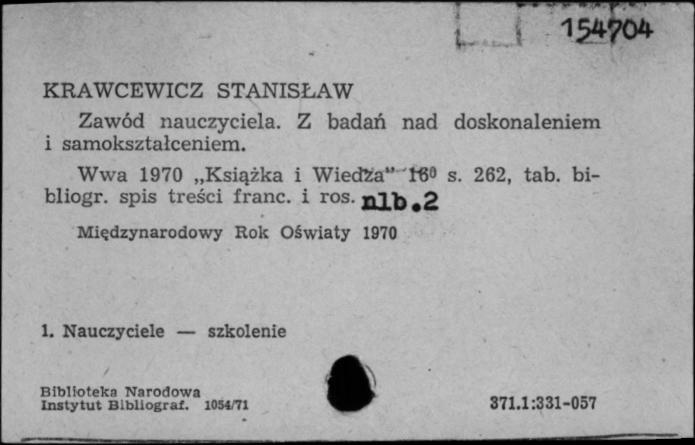 154704
KRAWCEWICZ STANISŁAW
Zawód nauczyciela. Z badań nad doskonaleniem
i samokształceniem.
Wwa 1970 „Książka i Wiedza" 16⁰ s. 262, tab. bi-
bliogr. spis treści franc. i ros. nlb.2
Międzynarodowy Rok Oświaty 1970
1. Nauczyciele — szkolenie
Biblioteka Narodowa
Instytut Bibliograf. 1054/71
371.1:331-057